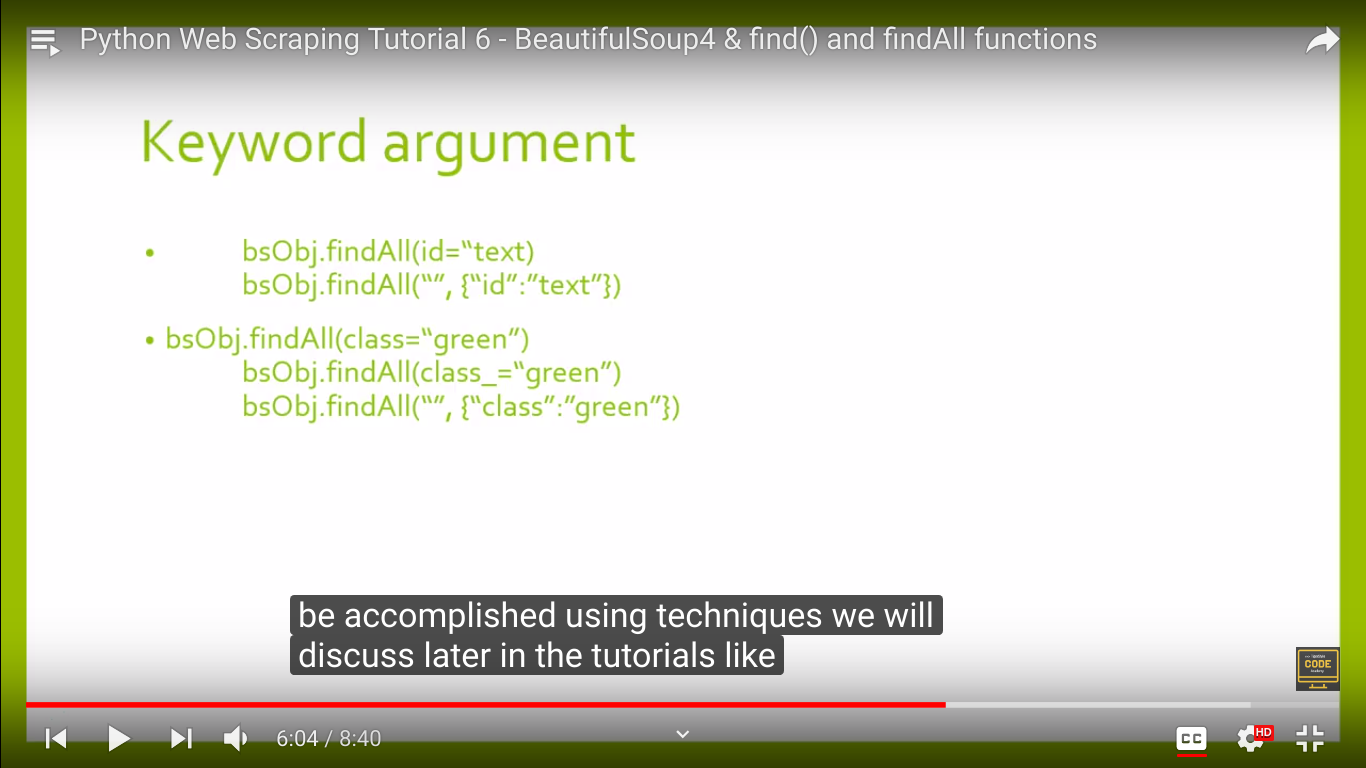 Python Web Scraping Tutorial 6 - BeautifulSoup4 & find() and findAll functions
Keyword argument
• bsObj.findAll(id=“text)
bsObj.findAll(“”, {“id”:”text”})
• bsObj.findAll(class=“green”)
bsObj.findAll(class_=“green”)
bsObj.findAll(“”, {“class”:”green”})
be accomplished using techniques we will
discuss later in the tutorials like
CODE
6:04 / 8:40
CC
HD